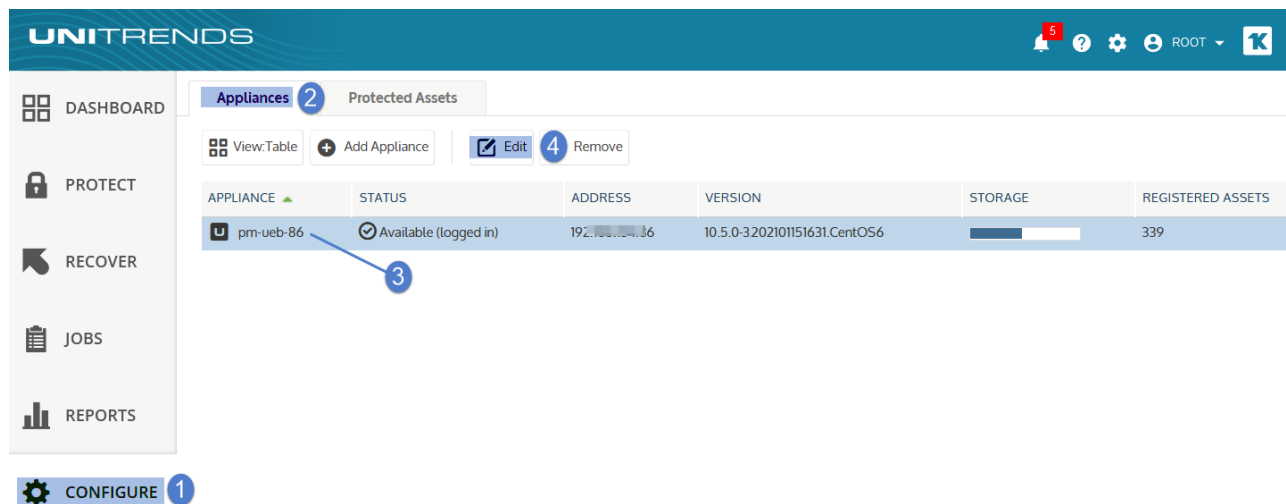 UNITRENDS
5
ROOT
DASHBOARD
Appliances 2 Protected Assets
View:Table Add Appliance Edit 4 Remove
PROTECT
APPLIANCE STATUS ADDRESS VERSION STORAGE REGISTERED ASSETS
pm-ueb-86 Available (logged in) 10.5.0-3.202101151631.CentOS6 339
RECOVER
3
JOBS
REPORTS
CONFIGURE 1